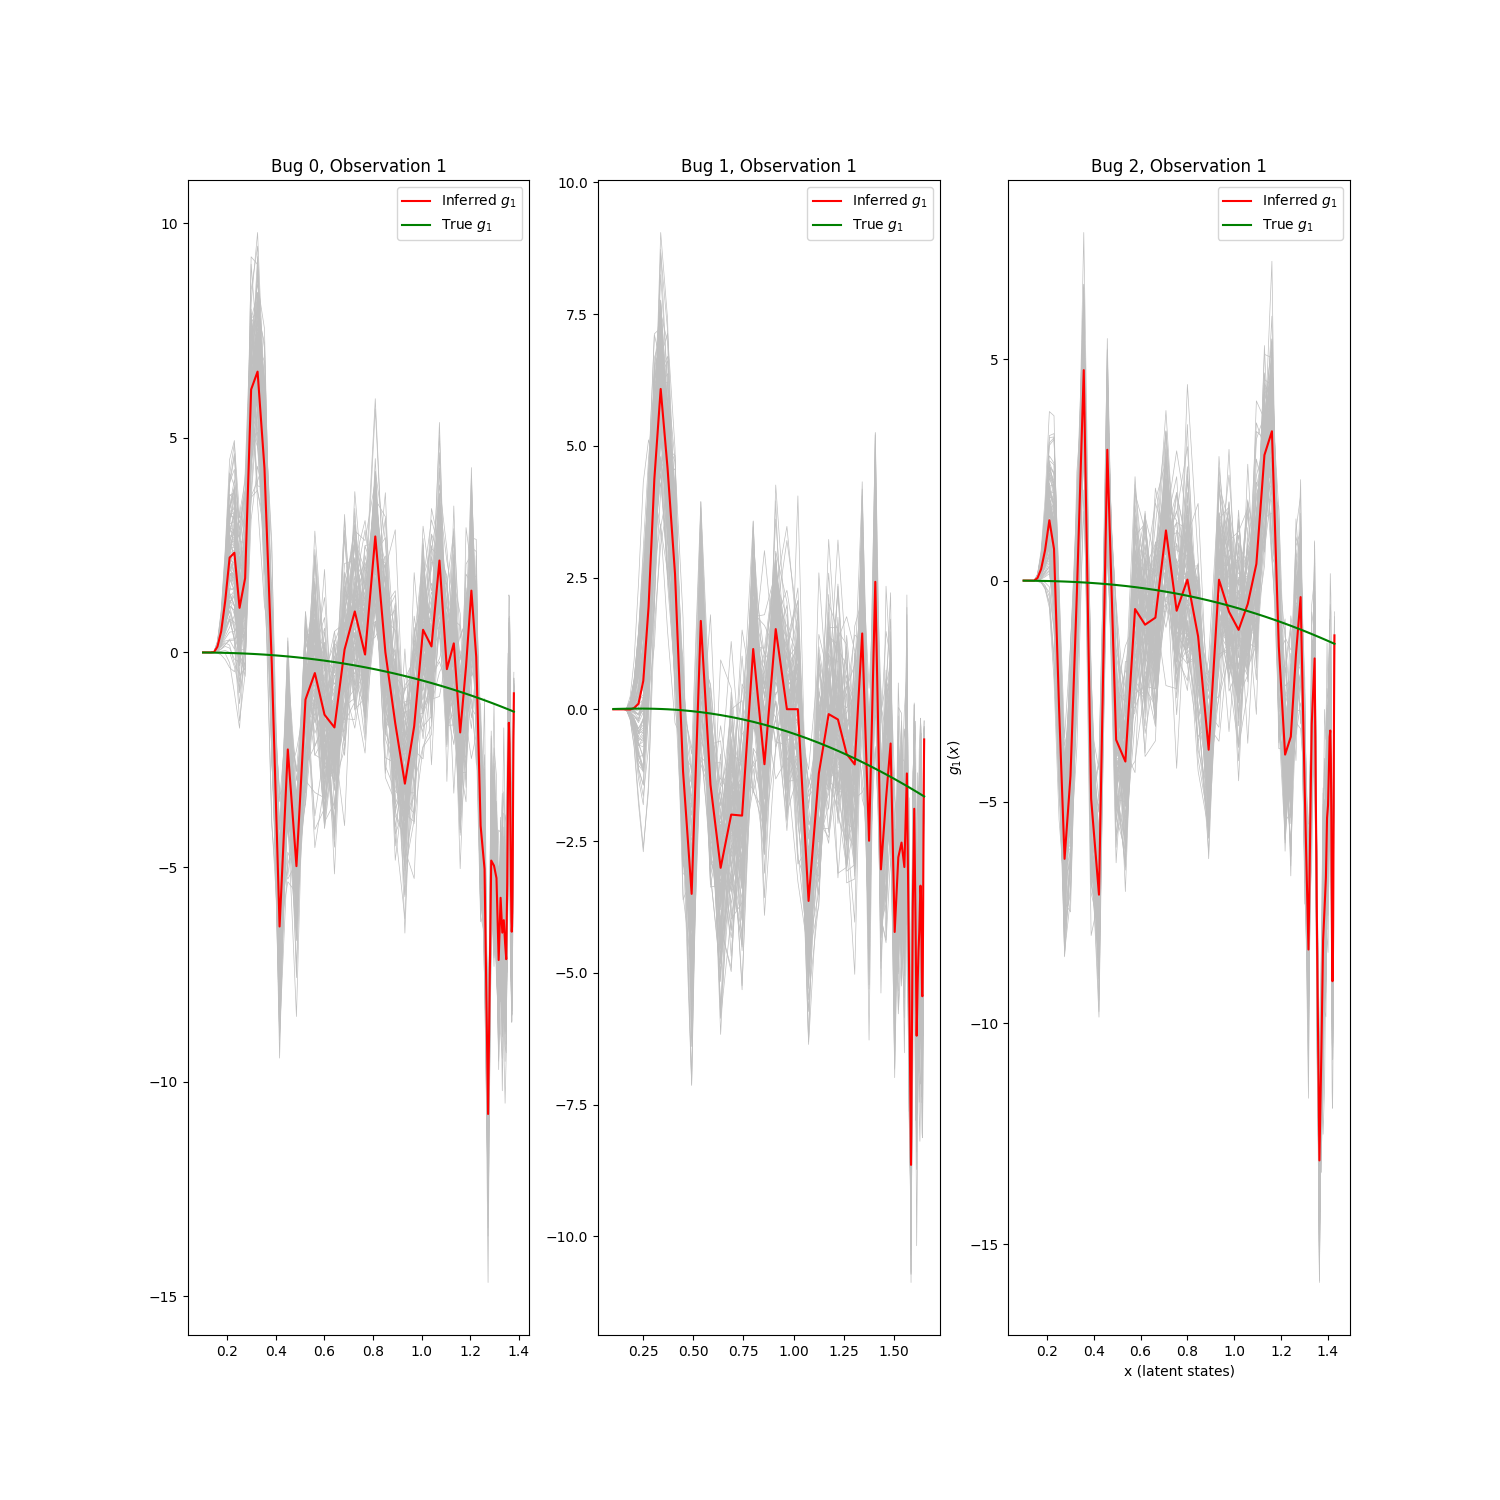 Bug 0, Observation 1
Inferred g₁
True g₁
10
5
0
−5
−10
−15
0.2 0.4 0.6 0.8 1.0 1.2 1.4
Bug 1, Observation 1
Inferred g₁
True g₁
10.0
7.5
5.0
2.5
0.0
−2.5
−5.0
−7.5
−10.0
0.25 0.50 0.75 1.00 1.25 1.50
Bug 2, Observation 1
Inferred g₁
True g₁
g₁(x)
5
0
−5
−10
−15
0.2 0.4 0.6 0.8 1.0 1.2 1.4
x (latent states)